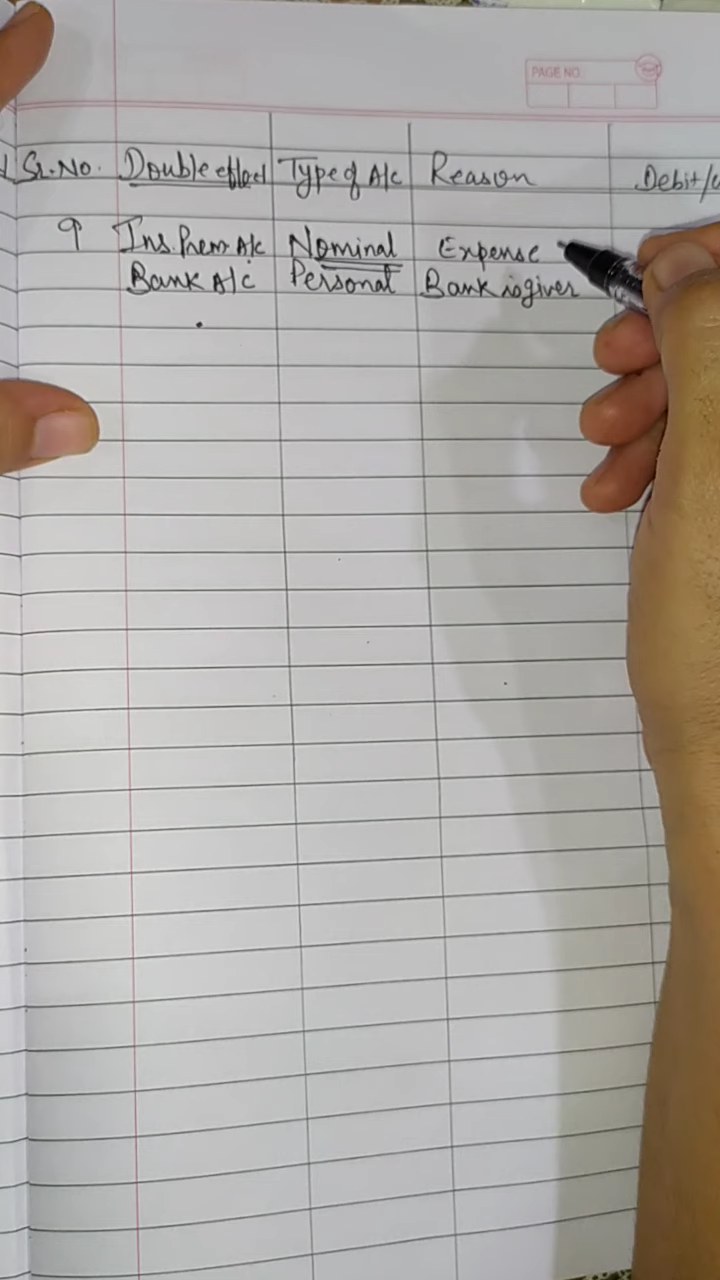 PAGE NO.
Sr.No. Double effect Type of A/c Reason Debit/
9 Ins. Prem A/c Nominal Expense
Bank A/c Personal Bank is giver